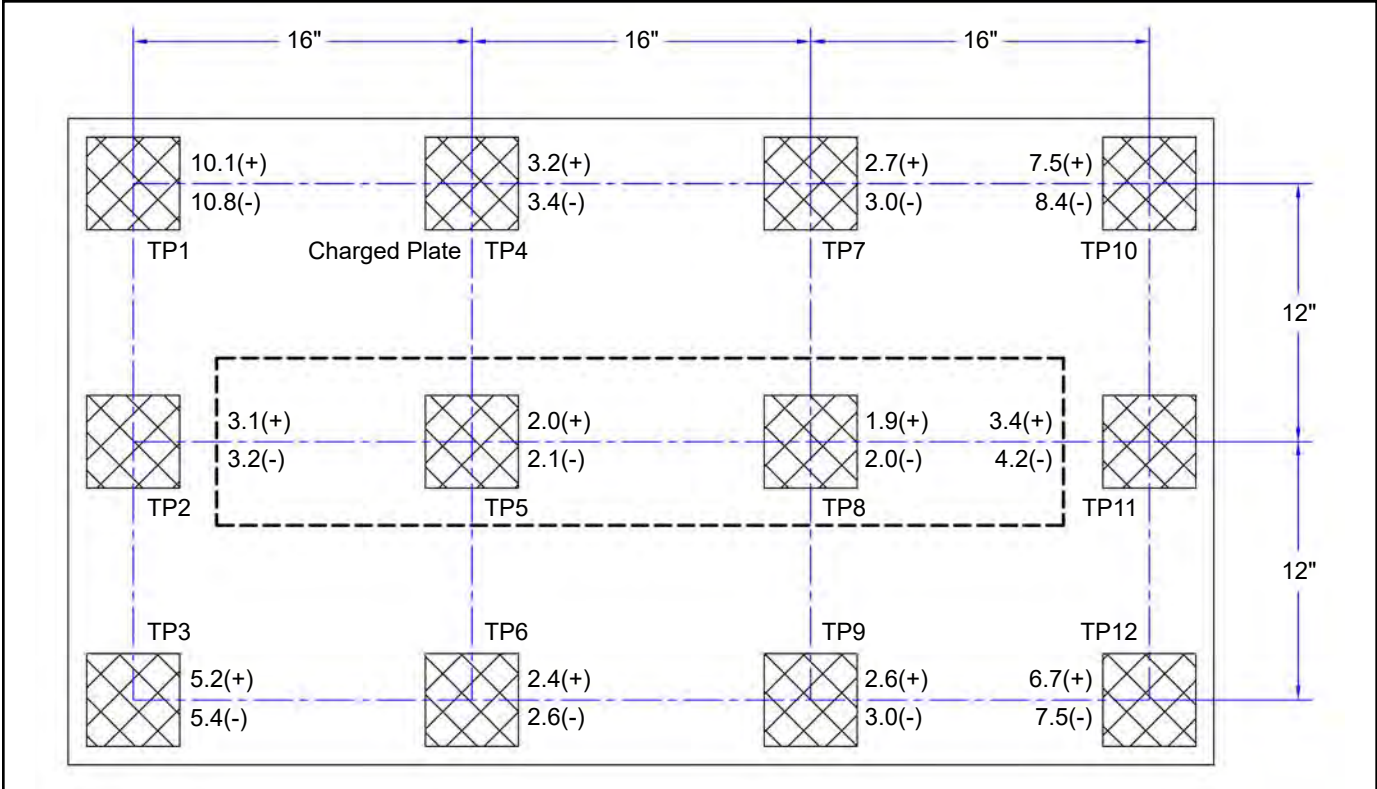 16" 16" 16"
10.1(+) 3.2(+) 2.7(+) 7.5(+)
10.8(-) 3.4(-) 3.0(-) 8.4(-)
TP1 Charged Plate TP4 TP7 TP10
12"
3.1(+) 2.0(+) 1.9(+) 3.4(+)
3.2(-) 2.1(-) 2.0(-) 4.2(-)
TP2 TP5 TP8 TP11
12"
TP3 TP6 TP9 TP12
5.2(+) 2.4(+) 2.6(+) 6.7(+)
5.4(-) 2.6(-) 3.0(-) 7.5(-)